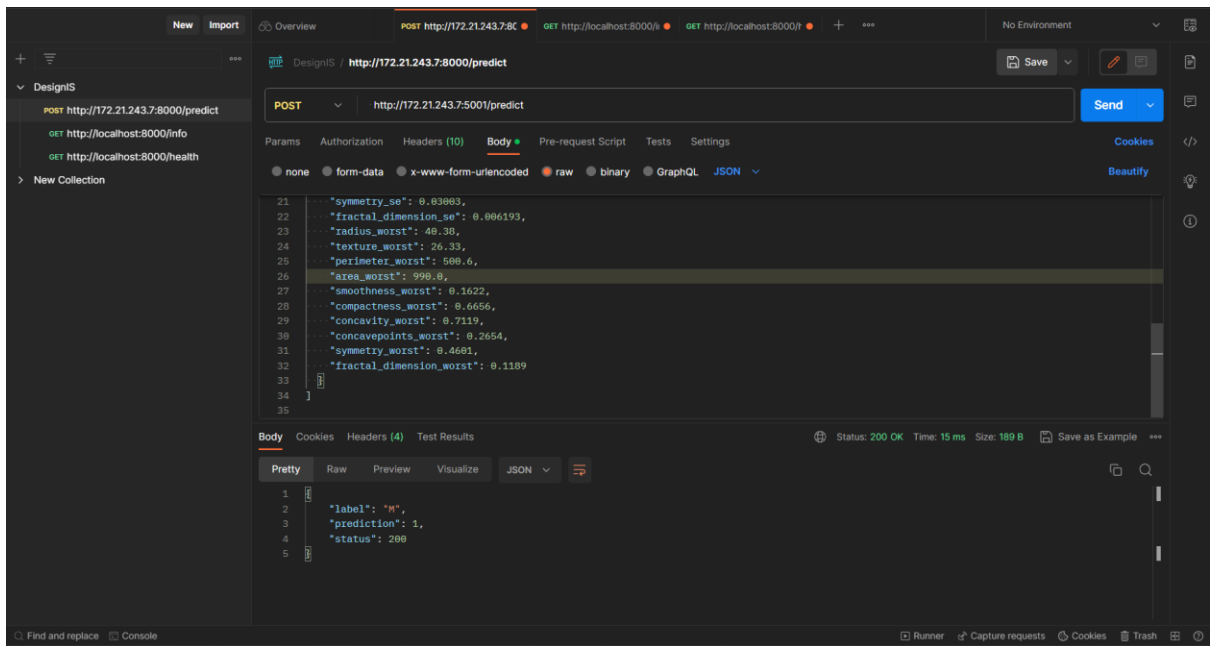 New Import
Overview POST http://172.21.243.7:8C GET http://localhost:8000/i GET http://localhost:8000/h No Environment
DesignIS / http://172.21.243.7:8000/predict Save
DesignIS
POST http://172.21.243.7:8000/predict
GET http://localhost:8000/info
GET http://localhost:8000/health
New Collection
POST http://172.21.243.7:5001/predict Send
Params Authorization Headers (10) Body Pre-request Script Tests Settings Cookies
none form-data x-www-form-urlencoded raw binary GraphQL JSON Beautify
21 "symmetry_se": 0.03003,
22 "fractal_dimension_se": 0.006193,
23 "radius_worst": 40.38,
24 "texture_worst": 26.33,
25 "perimeter_worst": 500.6,
26 "area_worst": 990.0,
27 "smoothness_worst": 0.1622,
28 "compactness_worst": 0.6656,
29 "concavity_worst": 0.7119,
30 "concavepoints_worst": 0.2654,
31 "symmetry_worst": 0.4601,
32 "fractal_dimension_worst": 0.1189
33 }
34 ]
35
Body Cookies Headers (4) Test Results Status: 200 OK Time: 15 ms Size: 189 B Save as Example
Pretty Raw Preview Visualize JSON
1 {
2 "label": "M",
3 "prediction": 1,
4 "status": 200
5 }
Find and replace Console Runner Capture requests Cookies Trash